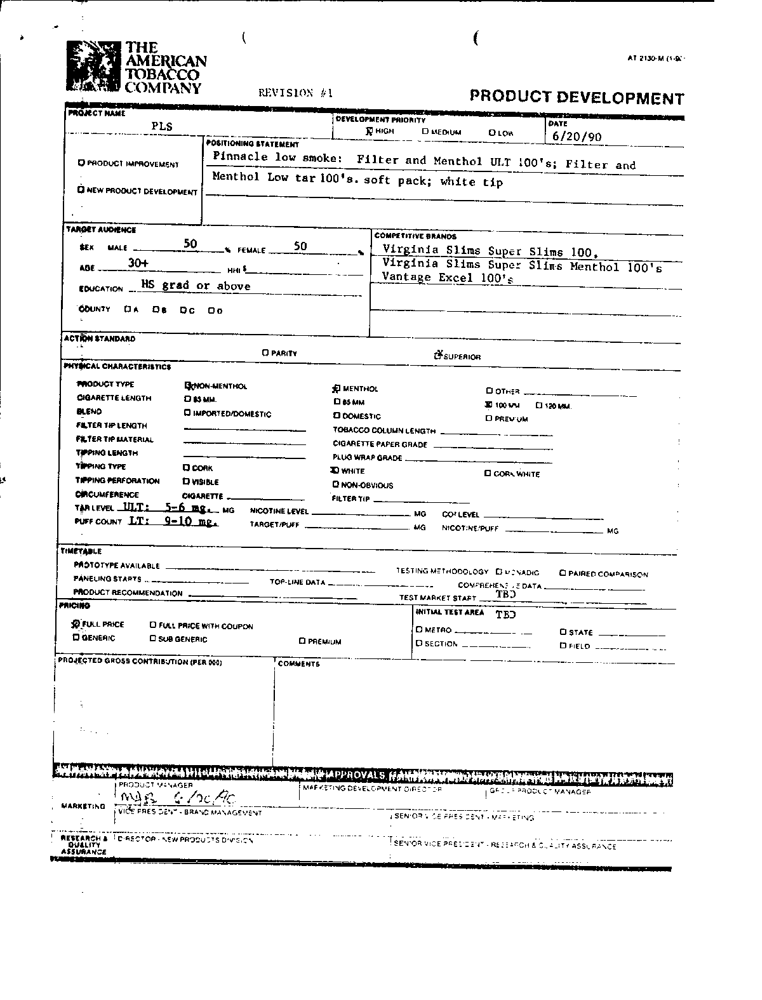 THE
AMERICAN
TOBACCO
COMPANY
AT 2130-M
REVISION #1
PRODUCT DEVELOPMENT
PROJECT NAME
PLS
DEVELOPMENT PRIORITY
HIGH MEDIUM LOW
DATE
6/20/90
POSITIONING STATEMENT
Pinnacle low smoke: Filter and Menthol ULT 100's; Filter and
Menthol Low tar 100's. soft pack; white tip
PRODUCT IMPROVEMENT
NEW PRODUCT DEVELOPMENT
TARGET AUDIENCE
SEX MALE 50 % FEMALE 50 %
AGE 30+ HHI $
EDUCATION HS grad or above
COUNTY A B C D
COMPETITIVE BRANDS
Virginia Slims Super Slims 100,
Virginia Slims Super Slims Menthol 100's
Vantage Excel 100's
ACTION STANDARD
PARITY SUPERIOR
PHYSICAL CHARACTERISTICS
PRODUCT TYPE NON-MENTHOL MENTHOL OTHER
CIGARETTE LENGTH 83 MM. 85 MM 100 MM 120 MM.
BLEND IMPORTED/DOMESTIC DOMESTIC PREMIUM
FILTER TIP LENGTH TOBACCO COLUMN LENGTH
FILTER TIP MATERIAL CIGARETTE PAPER GRADE
TIPPING LENGTH PLUG WRAP GRADE
TIPPING TYPE CORK WHITE CORK WHITE
TIPPING PERFORATION VISIBLE NON-OBVIOUS
CIRCUMFERENCE CIGARETTE FILTER TIP
TAR LEVEL ULT: 5-6 mg. MG NICOTINE LEVEL MG CO LEVEL
PUFF COUNT LT: 9-10 mg. TARGET/PUFF MG NICOTINE/PUFF MG
TIMETABLE
PROTOTYPE AVAILABLE TESTING METHODOLOGY MONADIC PAIRED COMPARISON
PANELING STARTS TOP-LINE DATA COMPREHENSIVE DATA
PRODUCT RECOMMENDATION TEST MARKET START TBD
PRICING
FULL PRICE FULL PRICE WITH COUPON
GENERIC SUB GENERIC PREMIUM
INITIAL TEST AREA TBD
METRO STATE
SECTION FIELD
PROJECTED GROSS CONTRIBUTION (PER 000)
COMMENTS
APPROVALS
MARKETING
PRODUCT MANAGER
MARKETING DEVELOPMENT DIRECTOR
GROUP PRODUCT MANAGER
VICE PRESIDENT - BRAND MANAGEMENT
SENIOR VICE PRESIDENT - MARKETING
RESEARCH &
QUALITY
ASSURANCE
DIRECTOR - NEW PRODUCTS DIVISION
SENIOR VICE PRESIDENT - RESEARCH & QUALITY ASSURANCE